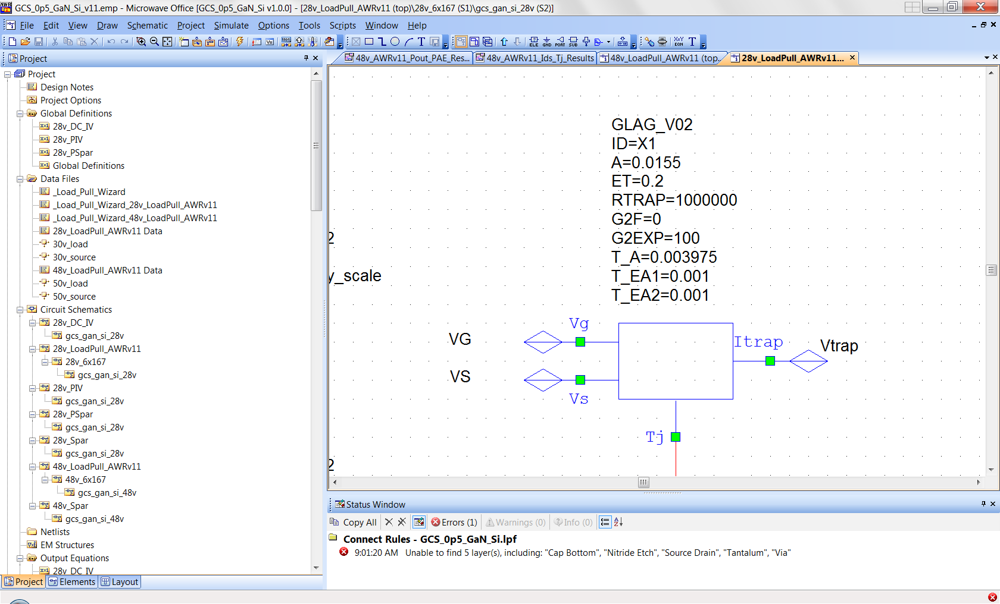 GCS_0p5_GaN_Si_v11.emp - Microwave Office [GCS_0p5_GaN_Si v1.0.0] - [28v_LoadPull_AWRv11 (top)\28v_6x167 (S1)\gcs_gan_si_28v (S2)]
File Edit View Draw Schematic Project Simulate Options Tools Scripts Window Help
Project
48v_AWRv11_Pout_PAE_Res...
48v_AWRv11_Ids_Tj_Results
48v_LoadPull_AWRv11 (top...
28v_LoadPull_AWRv11...
Project
Design Notes
Project Options
Global Definitions
28v_DC_IV
28v_PIV
28v_PSpar
Global Definitions
Data Files
_Load_Pull_Wizard
_Load_Pull_Wizard_28v_LoadPull_AWRv11
_Load_Pull_Wizard_48v_LoadPull_AWRv11
28v_LoadPull_AWRv11 Data
30v_load
30v_source
48v_LoadPull_AWRv11 Data
50v_load
50v_source
Circuit Schematics
28v_DC_IV
gcs_gan_si_28v
28v_LoadPull_AWRv11
28v_6x167
gcs_gan_si_28v
28v_PIV
gcs_gan_si_28v
28v_PSpar
gcs_gan_si_28v
28v_Spar
gcs_gan_si_28v
48v_LoadPull_AWRv11
48v_6x167
gcs_gan_si_48v
48v_Spar
gcs_gan_si_48v
Netlists
EM Structures
Output Equations
28v_DC_IV
Project Elements Layout
GLAG_V02
ID=X1
A=0.0155
ET=0.2
RTRAP=1000000
G2F=0
G2EXP=100
T_A=0.003975
T_EA1=0.001
T_EA2=0.001
2
y_scale
Vg
VG
Itrap
Vtrap
VS
Vs
Tj
2
Status Window
Copy All
Errors (1)
Warnings (0)
Info (0)
Connect Rules - GCS_0p5_GaN_Si.lpf
9:01:20 AM Unable to find 5 layer(s), including: "Cap Bottom", "Nitride Etch", "Source Drain", "Tantalum", "Via"